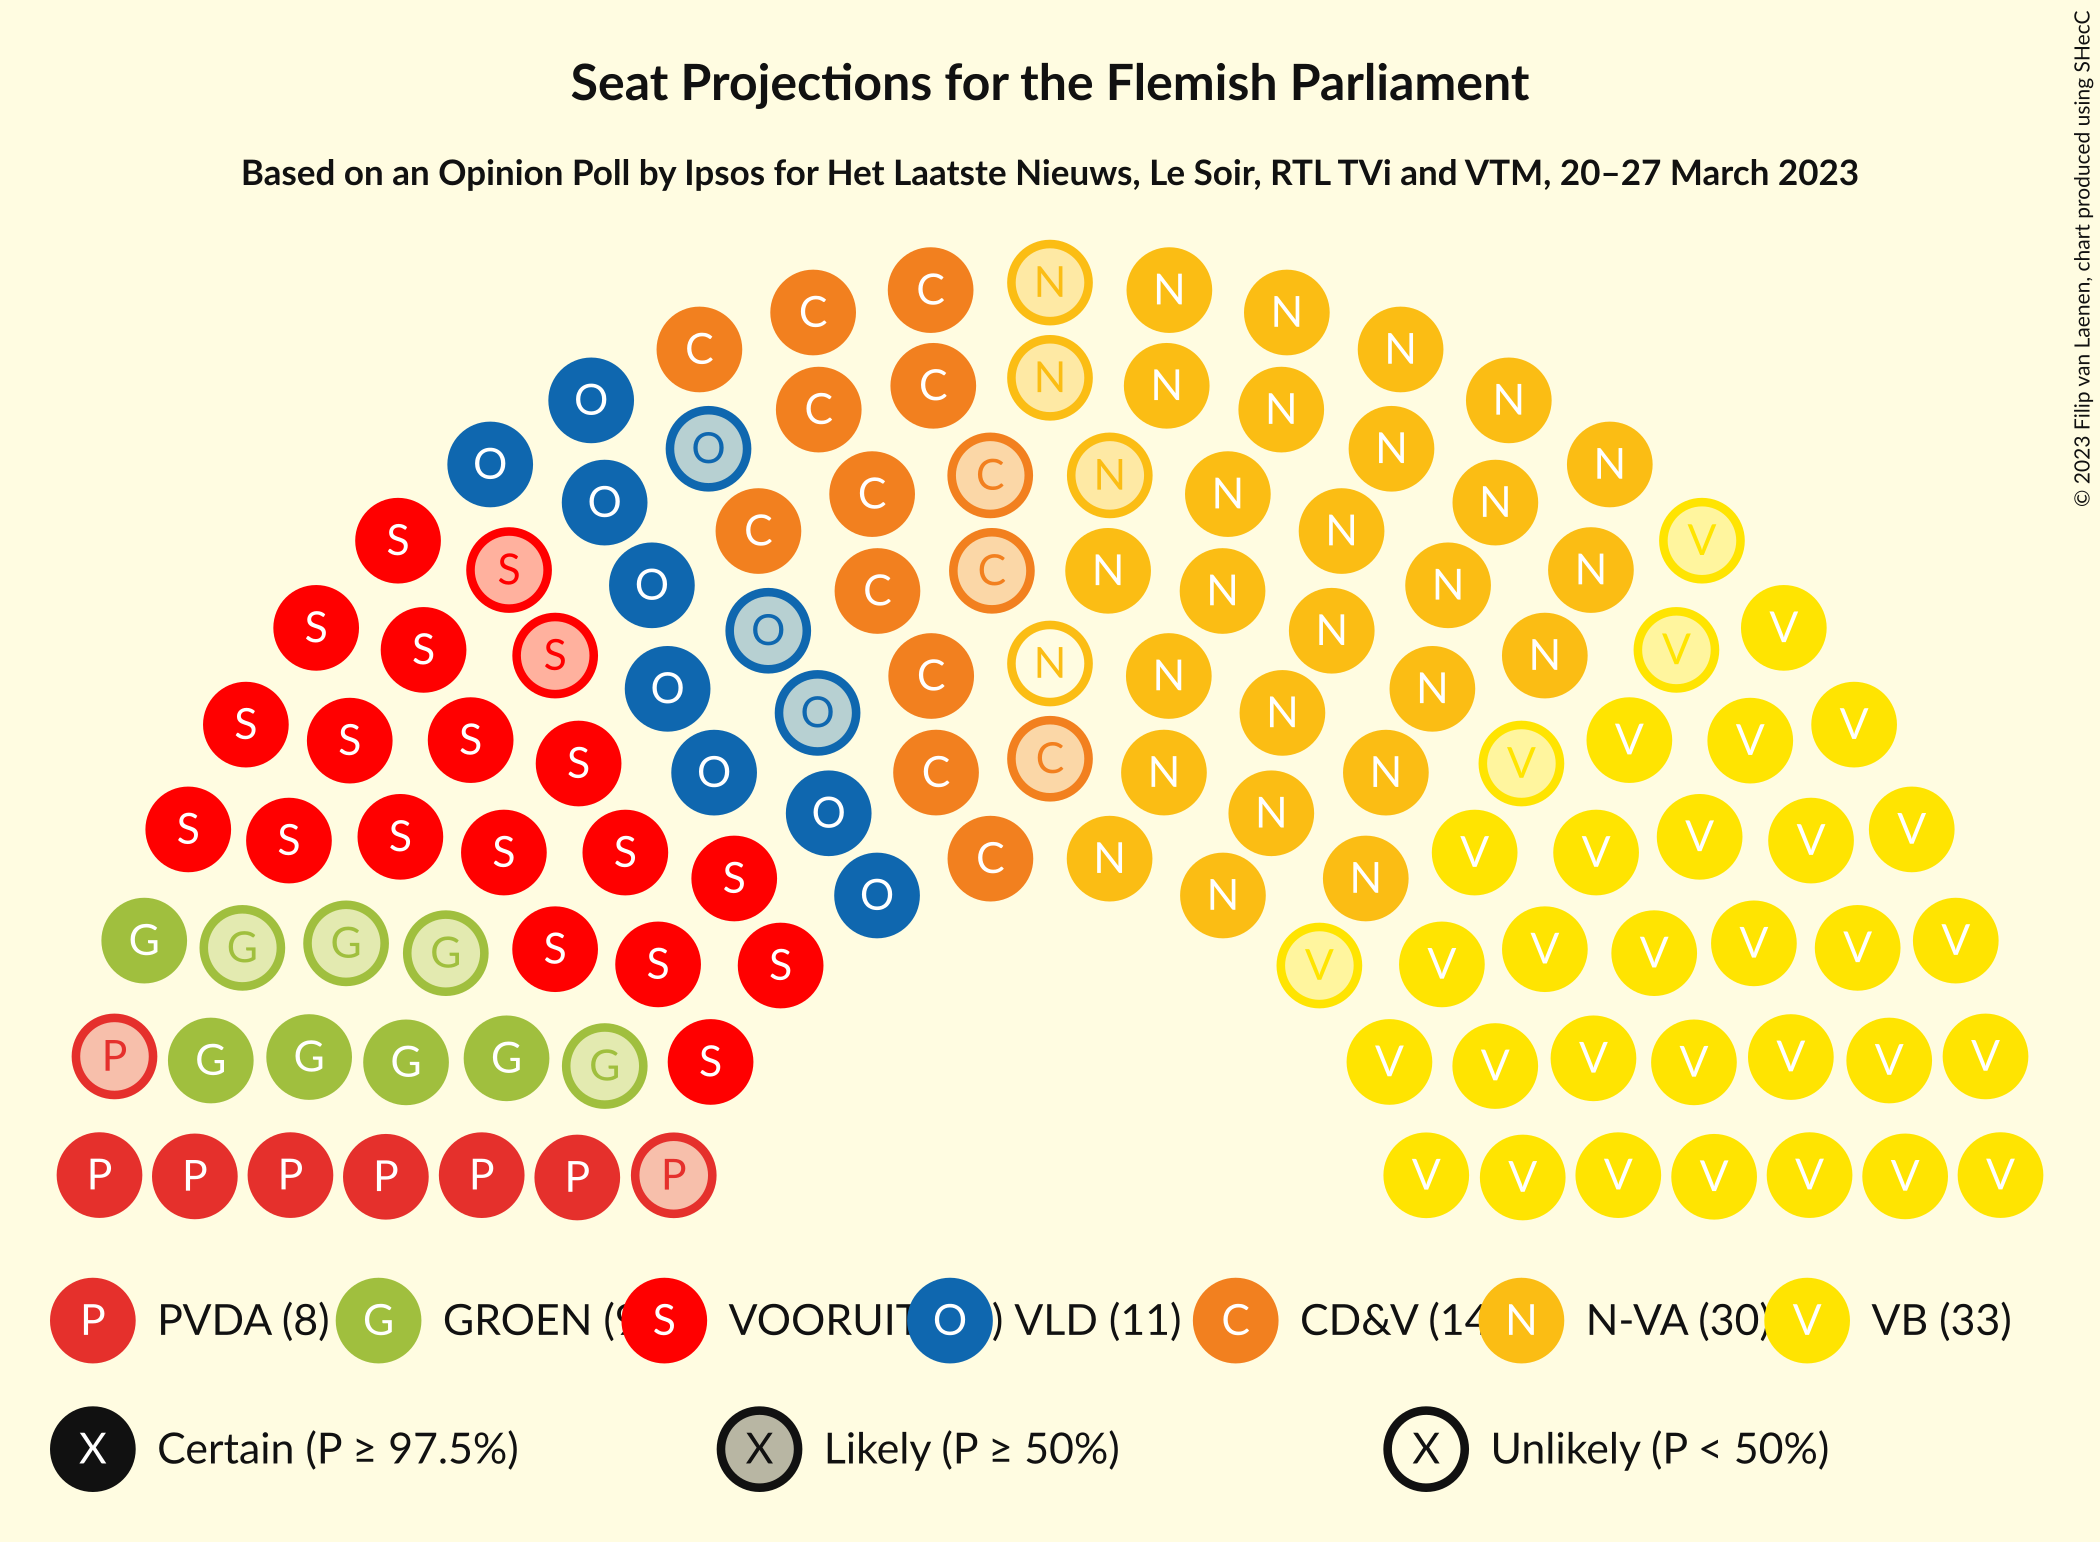 Seat Projections for the Flemish Parliament
Based on an Opinion Poll by Ipsos for Het Laatste Nieuws, Le Soir, RTL TVi and VTM, 20–27 March 2023
© 2023 Filip van Laenen, chart produced using SHecC
N
C N
C N
C N
O N
O N
S V
S V
S V
S V
G V
P V
P V
N
C N
C N
O N
O N
S N
S V
S V
S V
G V
G V
P V
C N
C N
C N
O N
S N
S V
S V
G V
G V
P V
C N
C N
O N
O N
S V
S V
G V
G V
P V
N
C N
O N
O N
S V
S V
G V
P V
C
C N
O N
S V
S V
G V
P V
C N
O N
S N
S V
S V
P V
P PVDA (8) G GROEN ( S VOORUIT O ) VLD (11) C CD&V (14 N N-VA (30) V VB (33)
X Certain (P ≥ 97.5%) X Likely (P ≥ 50%) X Unlikely (P < 50%)